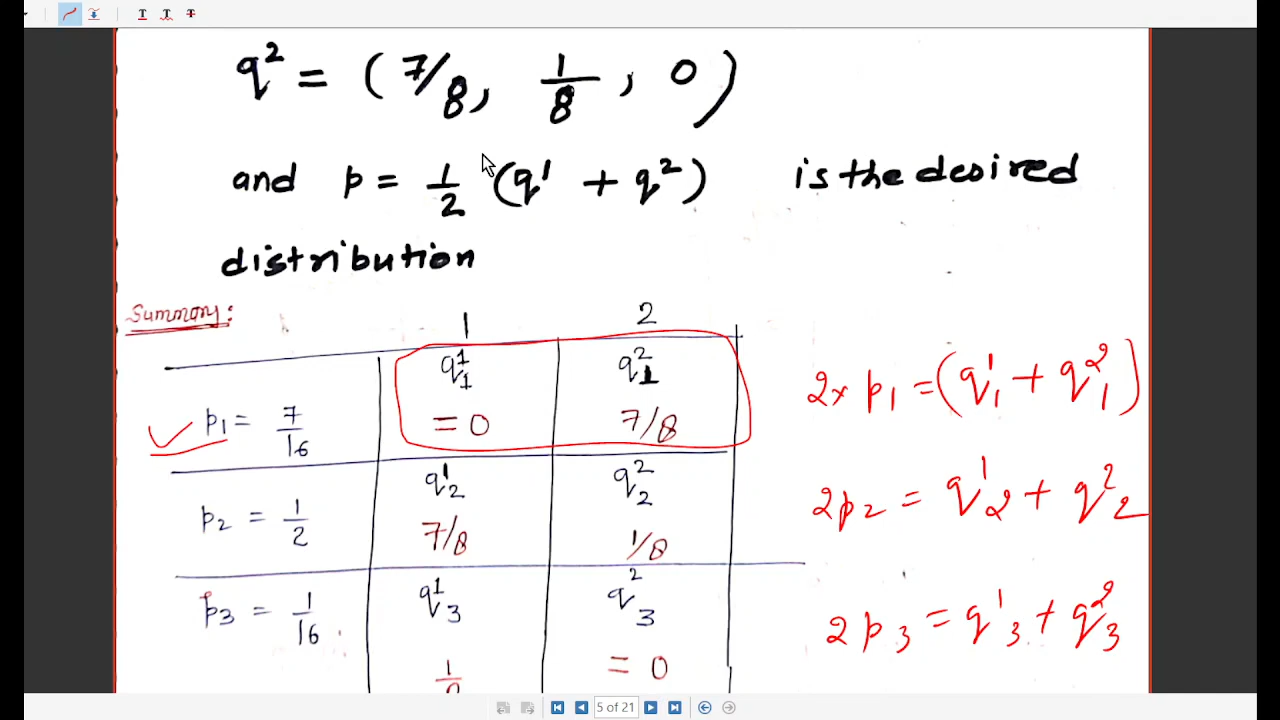 q² = (7/8, 1/8, 0)
and p = 1/2 (q¹ + q²) is the desired
distribution
Summary:
1 2
q¹₁ q²₁
p₁ = 7/16 = 0 7/8
2× p₁ = (q¹₁ + q²₁)
q¹₂ q²₂
p₂ = 1/2 7/8 1/8
2p₂ = q¹₂ + q²₂
q¹₃ q²₃
p₃ = 1/16 = 0
2p₃ = q¹₃ + q²₃
5 of 21